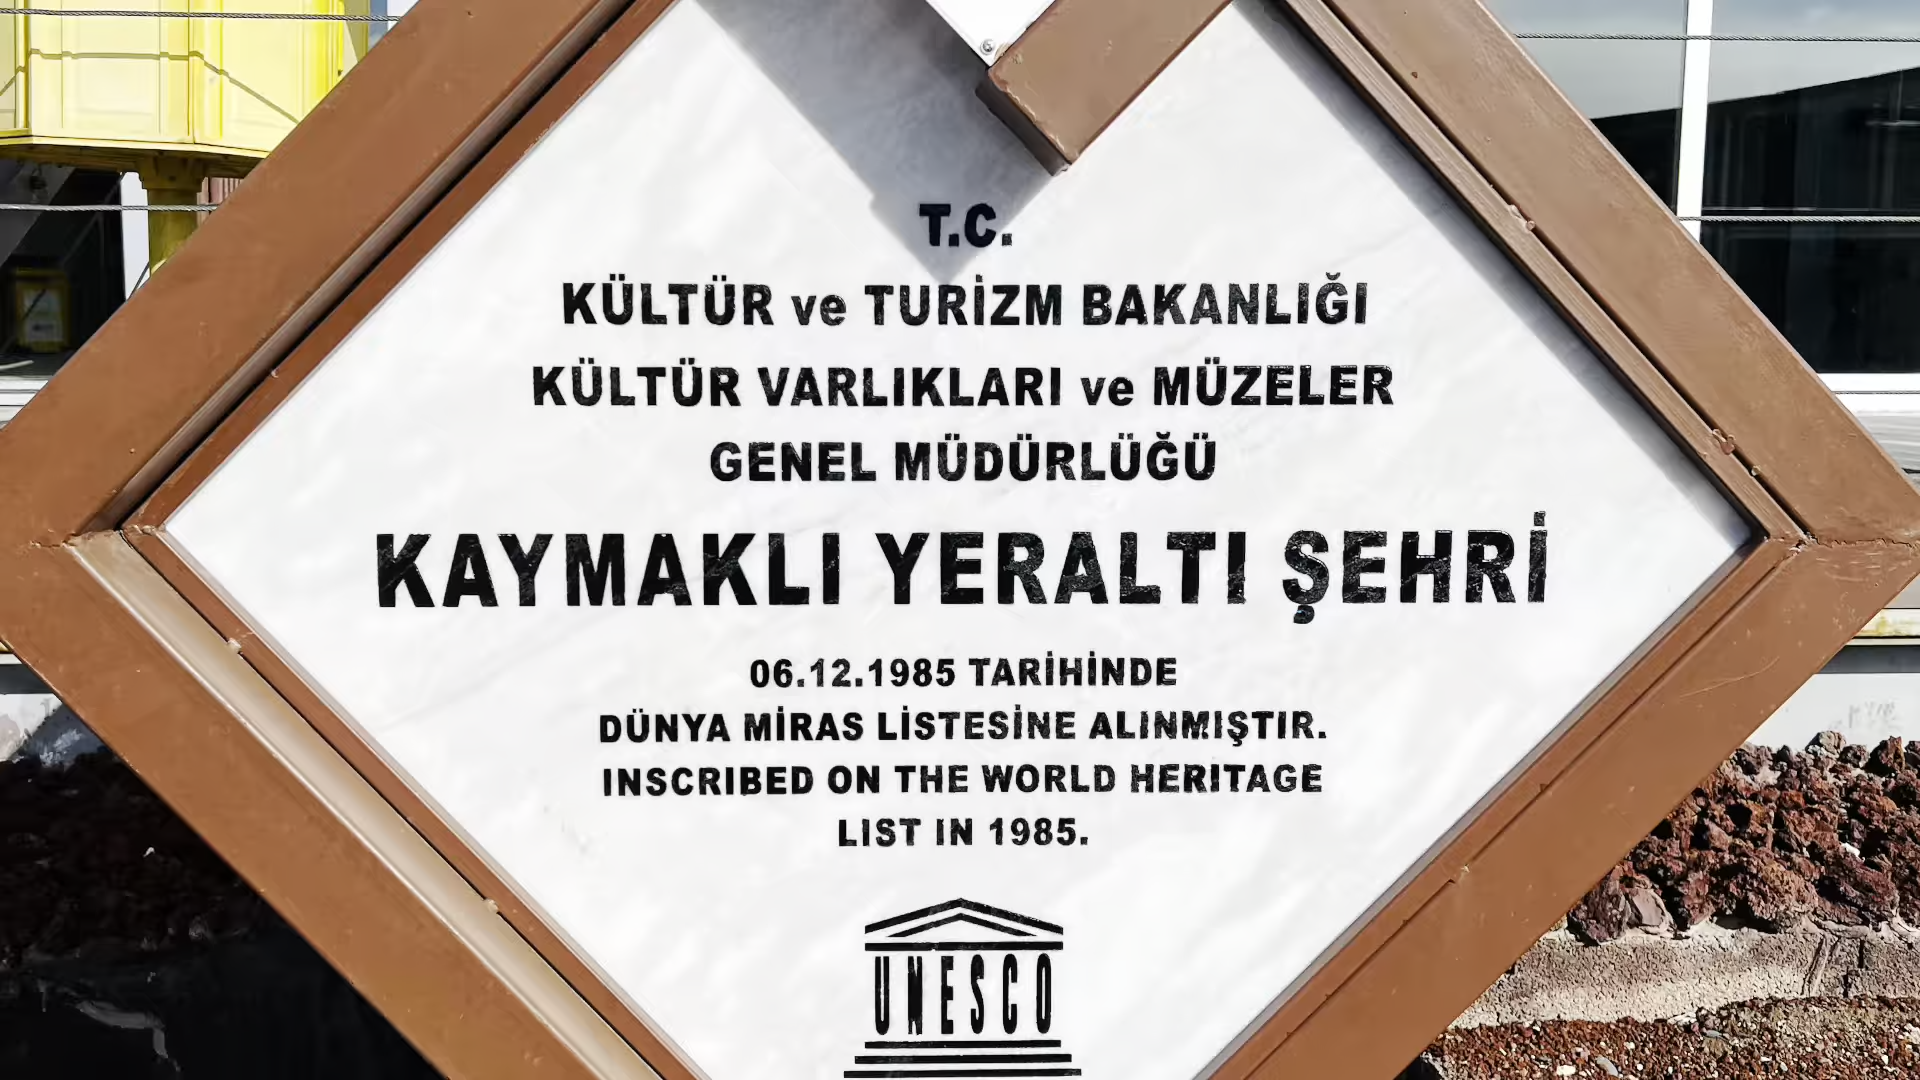 T.C.
KÜLTÜR ve TURİZM BAKANLIĞI
KÜLTÜR VARLIKLARI ve MÜZELER
GENEL MÜDÜRLÜĞÜ
KAYMAKLI YERALTI ŞEHRİ
06.12.1985 TARİHİNDE
DÜNYA MİRAS LİSTESİNE ALINMIŞTIR.
INSCRIBED ON THE WORLD HERITAGE
LIST IN 1985.
UNESCO